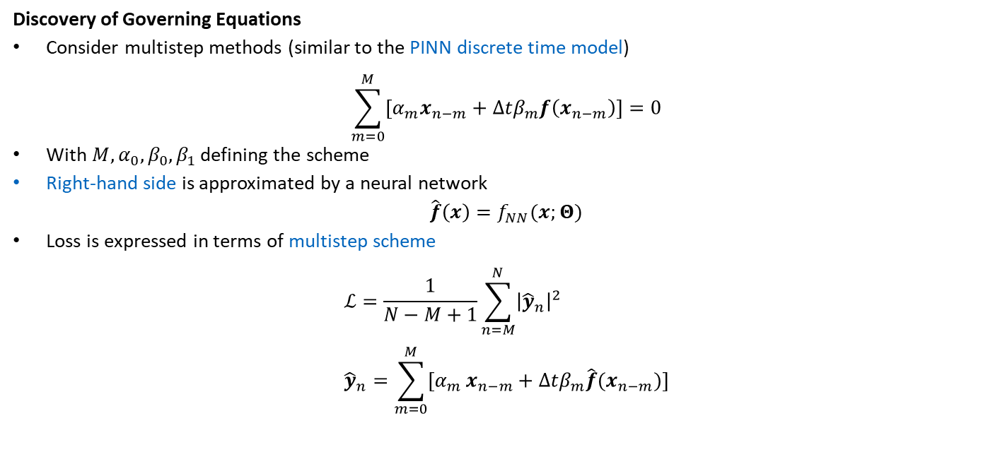 Discovery of Governing Equations
• Consider multistep methods (similar to the PINN discrete time model)
$\sum_{m=0}^{M} [\alpha_m \boldsymbol{x}_{n-m} + \Delta t \beta_m \boldsymbol{f}(\boldsymbol{x}_{n-m})] = 0$
• With $M, \alpha_0, \beta_0, \beta_1$ defining the scheme
• Right-hand side is approximated by a neural network
$\hat{\boldsymbol{f}}(\boldsymbol{x}) = f_{NN}(\boldsymbol{x}; \boldsymbol{\Theta})$
• Loss is expressed in terms of multistep scheme
$\mathcal{L} = \frac{1}{N - M + 1} \sum_{n=M}^{N} |\hat{\boldsymbol{y}}_n|^2$
$\hat{\boldsymbol{y}}_n = \sum_{m=0}^{M} [\alpha_m \boldsymbol{x}_{n-m} + \Delta t \beta_m \hat{\boldsymbol{f}}(\boldsymbol{x}_{n-m})]$